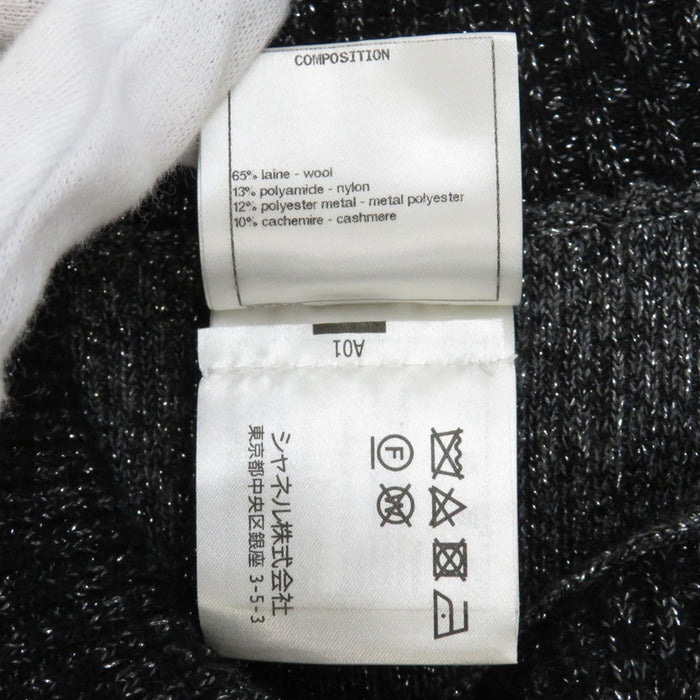 COMPOSITION
65% laine - wool
13% polyamide - nylon
12% polyester metal - metal polyester
10% cachemire - cashmere
A01
F
W
シャネル株式会社
東京都中央区銀座 3-5-3